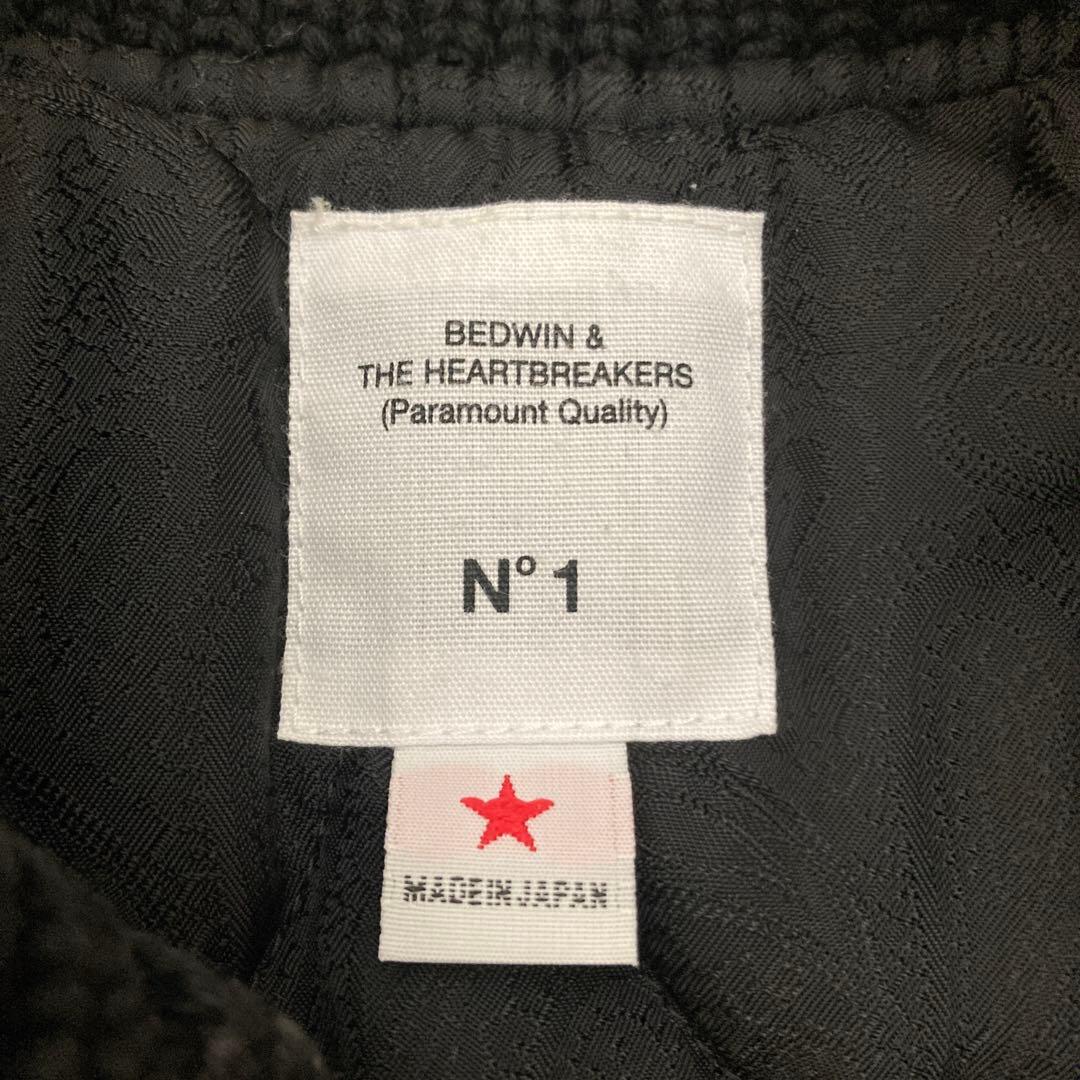 BEDWIN &
THE HEARTBREAKERS
(Paramount Quality)
N° 1
MADE IN JAPAN